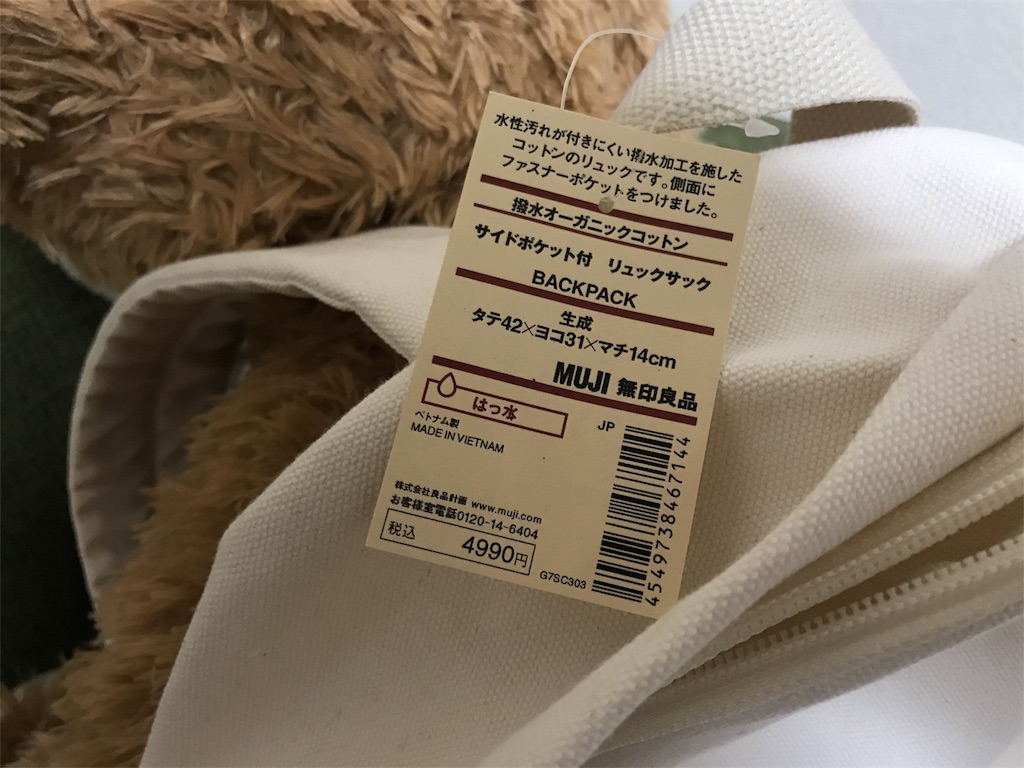 水性汚れが付きにくい撥水加工を施した
コットンのリュックです。側面に
ファスナーポケットをつけました。
撥水オーガニックコットン
サイドポケット付 リュックサック
BACKPACK
生成
タテ42×ヨコ31×マチ14cm
MUJI 無印良品
はっ水
JP
ベトナム製
MADE IN VIETNAM
株式会社良品計画 www.muji.com
お客様室電話0120-14-6404
税込 4990円
G7SC303
4549738467144